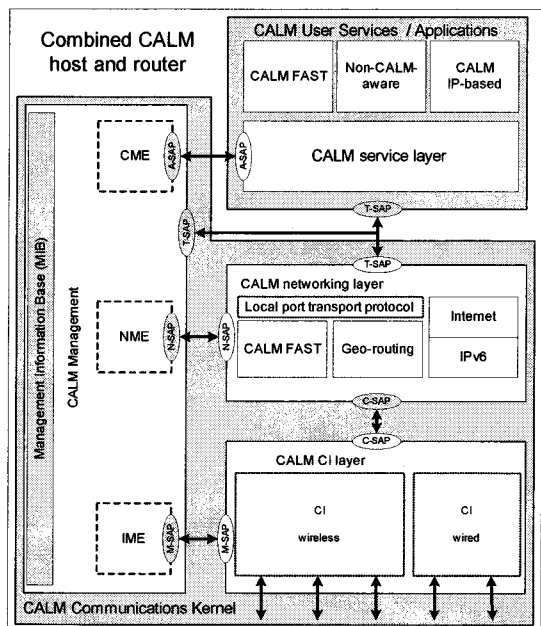 Combined CALM
host and router
CALM User Services / Applications
CALM FAST
Non-CALM-
aware
CALM
IP-based
CALM service layer
A-SAP
A-SAP
CME
T-SAP
T-SAP
T-SAP
Management Information Base (MIB)
CALM Management
CALM networking layer
Local port transport protocol
CALM FAST
Geo-routing
Internet
IPv6
NME
N-SAP
N-SAP
C-SAP
C-SAP
CALM CI layer
CI
wireless
CI
wired
IME
M-SAP
M-SAP
CALM Communications Kernel